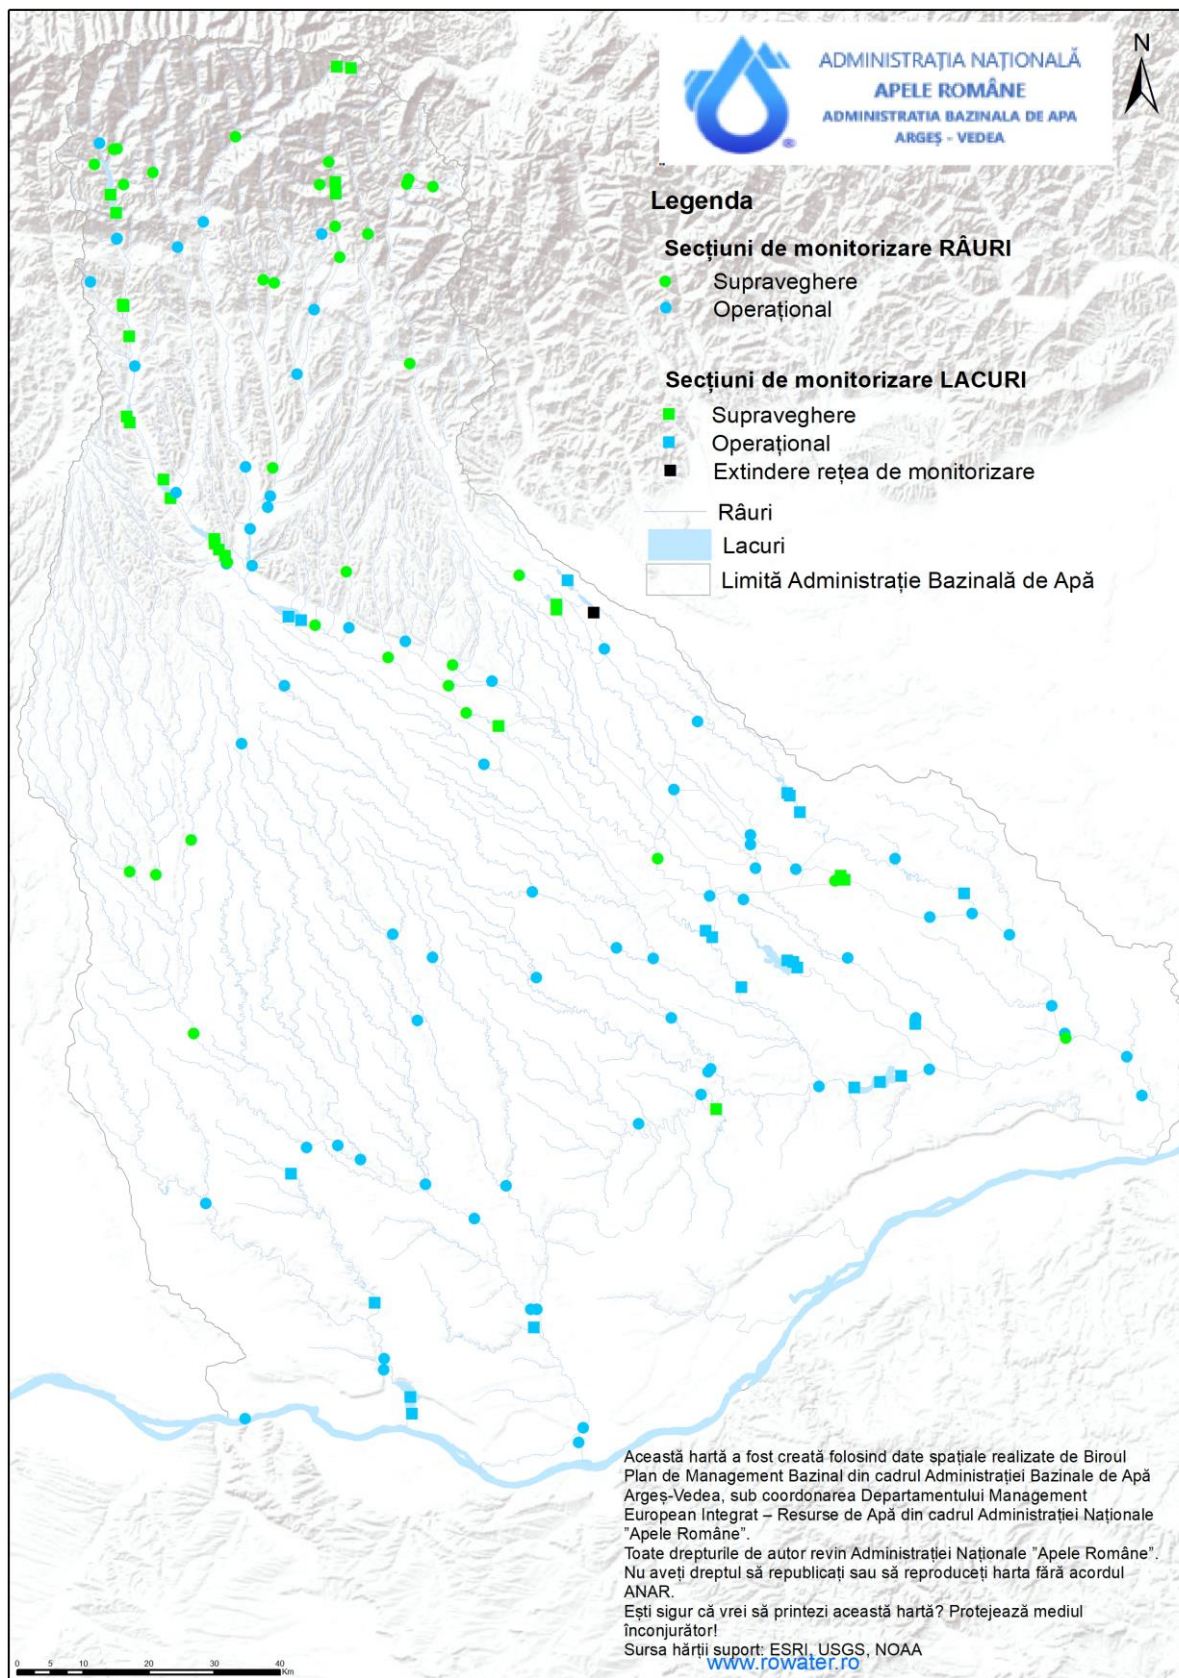 ADMINISTRAȚIA NAȚIONALĂ
APELE ROMÂNE
ADMINISTRATIA BAZINALA DE APA
ARGEȘ - VEDEA
®
N
Legenda
Secțiuni de monitorizare RÂURI
Supraveghere
Operațional
Secțiuni de monitorizare LACURI
Supraveghere
Operațional
Extindere rețea de monitorizare
Râuri
Lacuri
Limită Administrație Bazinală de Apă
Această hartă a fost creată folosind date spațiale realizate de Biroul
Plan de Management Bazinal din cadrul Administrației Bazinale de Apă
Argeș-Vedea, sub coordonarea Departamentului Management
European Integrat – Resurse de Apă din cadrul Administrației Naționale
"Apele Române".
Toate drepturile de autor revin Administrației Naționale "Apele Române".
Nu aveți dreptul să republicați sau să reproduceți harta fără acordul
ANAR.
Ești sigur că vrei să printezi această hartă? Protejează mediul
înconjurător!
Sursa hărții suport: ESRI, USGS, NOAA
www.rowater.ro
0 5 10 20 30 40
Km